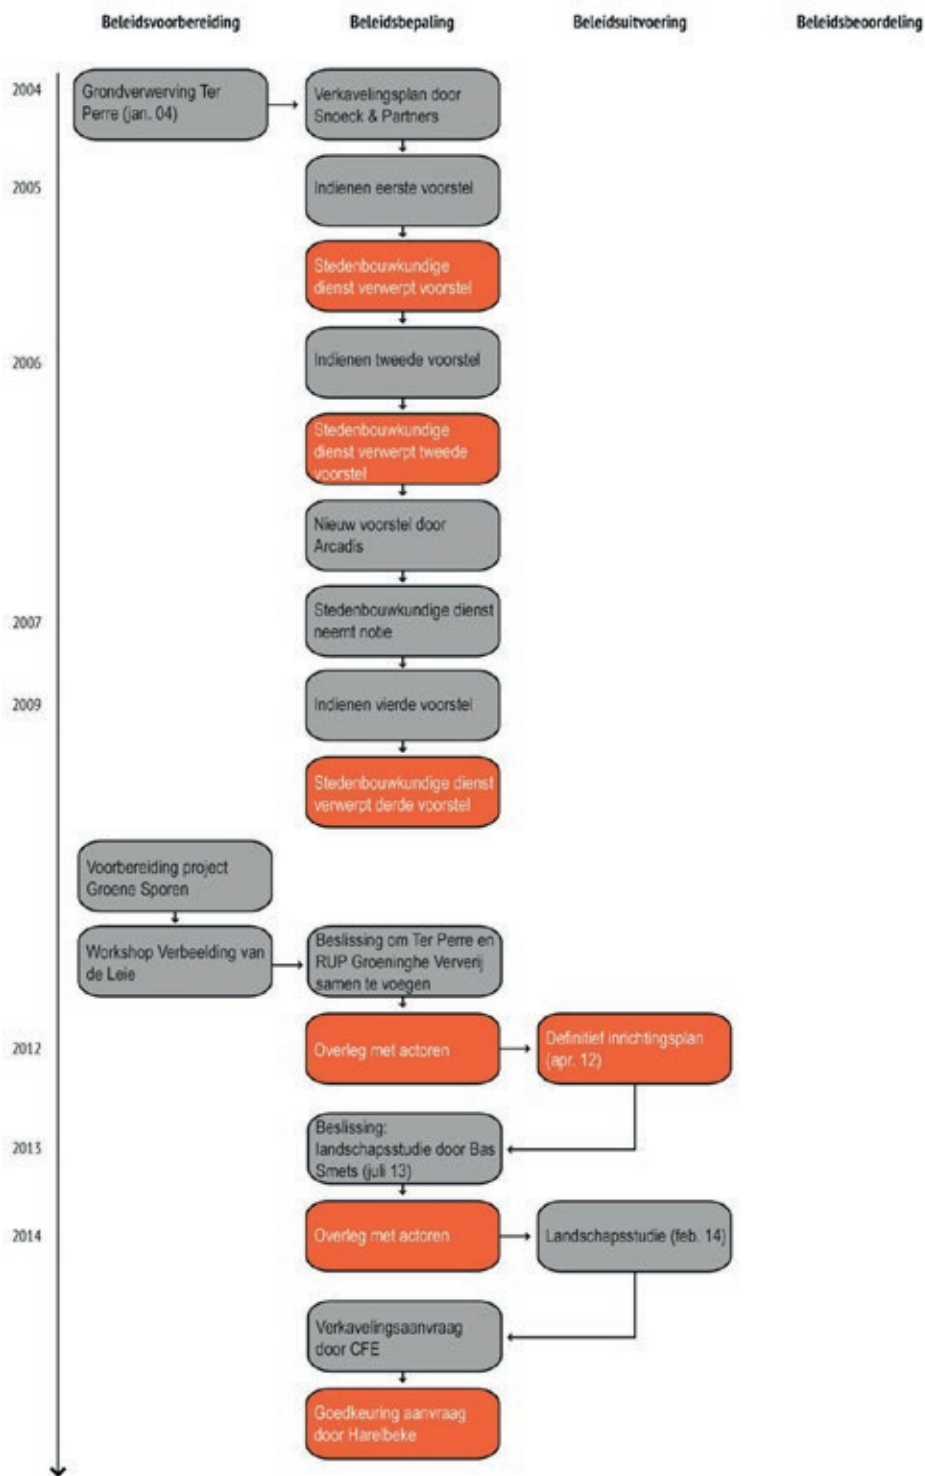 Beleidsvoorbereiding
Beleidsbepaling
Beleidsuitvoering
Beleidsbeoordeling
2004
Grondverwerving Ter
Perre (jan. 04)
Verkavelingsplan door
Snoeck & Partners
2005
Indienen eerste voorstel
Stedenbouwkundige
dienst verwerpt voorstel
2006
Indienen tweede voorstel
Stedenbouwkundige
dienst verwerpt tweede
voorstel
Nieuw voorstel door
Arcadis
2007
Stedenbouwkundige dienst
neemt notie
2009
Indienen vierde voorstel
Stedenbouwkundige dienst
verwerpt derde voorstel
Voorbereiding project
Groene Sporen
Workshop Verbeelding van
de Leie
Beslissing om Ter Perre en
RUP Groeninghe Ververij
samen te voegen
2012
Overleg met actoren
Definitief inrichtingsplan
(apr. 12)
2013
Beslissing:
landschapsstudie door Bas
Smets (juli 13)
2014
Overleg met actoren
Landschapsstudie (feb. 14)
Verkavelingsaanvraag
door CFE
Goedkeuring aanvraag
door Harelbeke